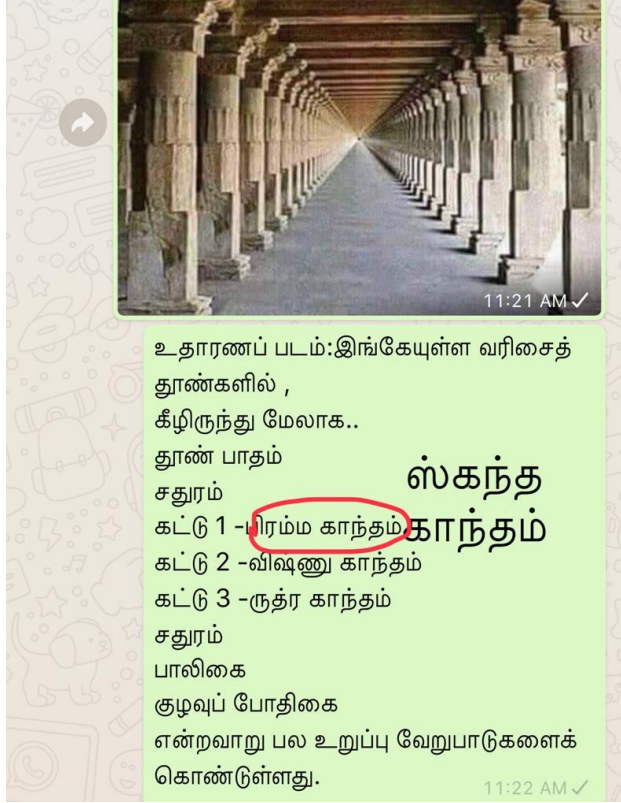 11:21 AM
உதாரணப் படம்:இங்கேயுள்ள வரிசைத்
தூண்களில் ,
கீழிருந்து மேலாக..
தூண் பாதம்
சதுரம்
ஸ்கந்த
கட்டு 1 -பிரம்ம காந்தம்
காந்தம்
கட்டு 2 -விஷ்ணு காந்தம்
கட்டு 3 -ருத்ர காந்தம்
சதுரம்
பாலிகை
குழவுப் போதிகை
என்றவாறு பல உறுப்பு வேறுபாடுகளைக்
கொண்டுள்ளது.
11:22 AM